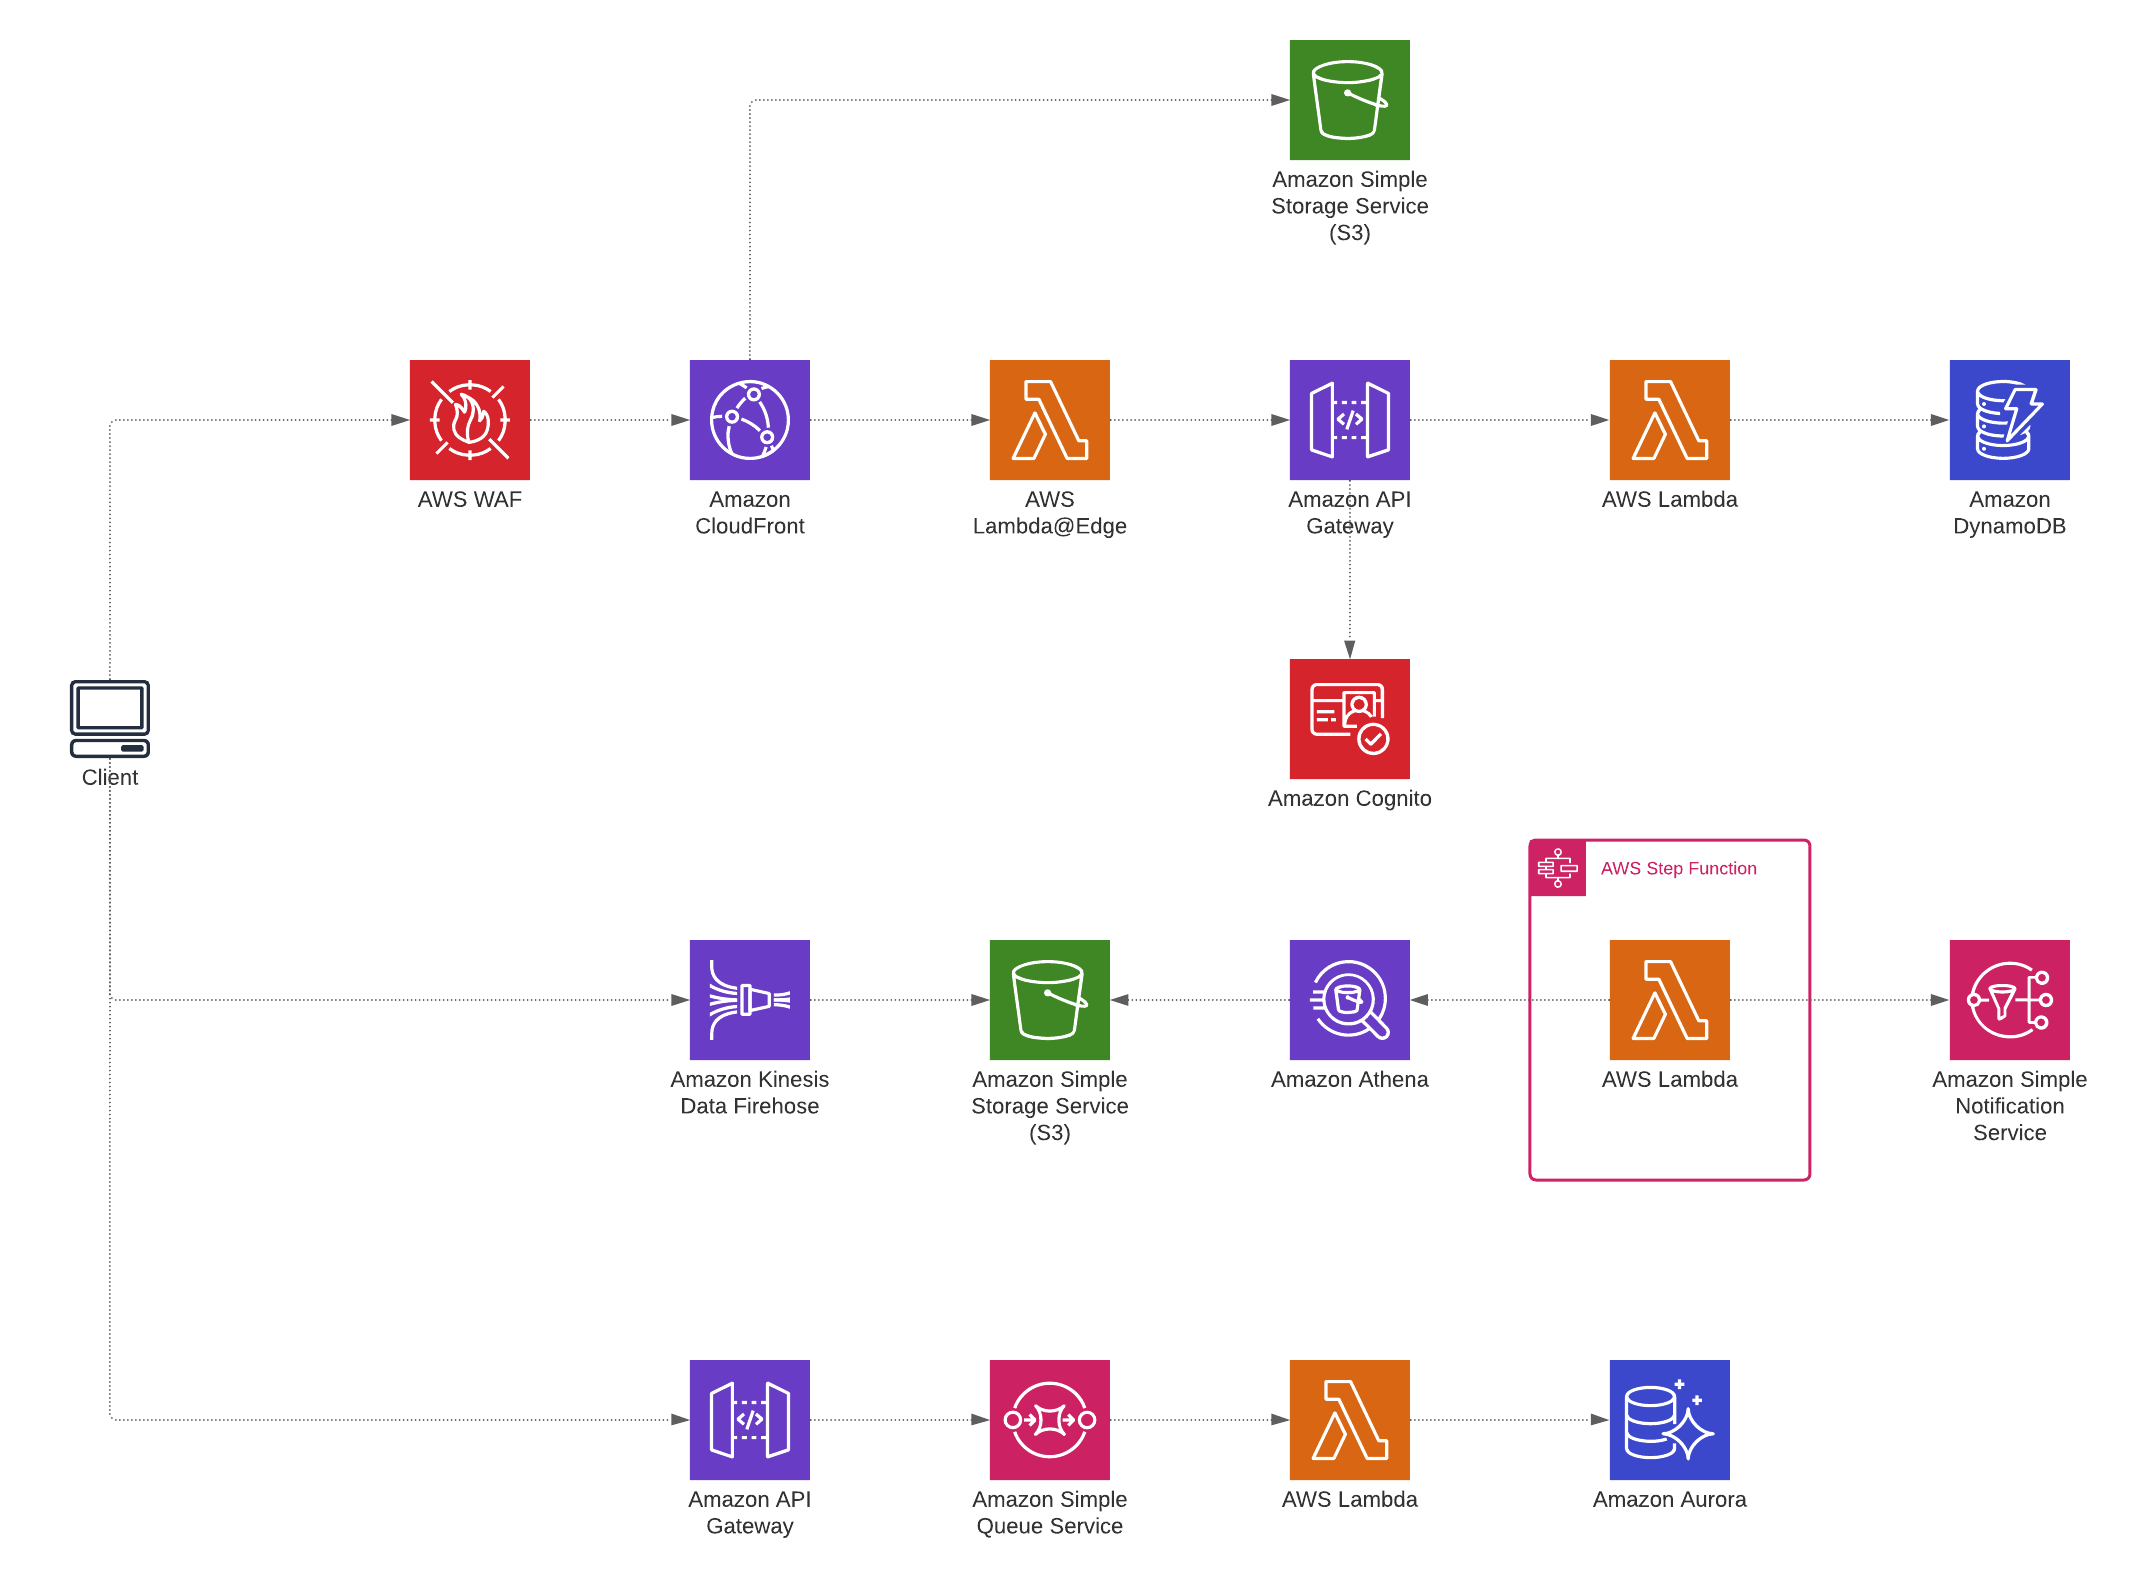 Amazon Simple
Storage Service
(S3)
AWS WAF
Amazon
CloudFront
AWS
Lambda@Edge
Amazon API
Gateway
AWS Lambda
Amazon
DynamoDB
Client
Amazon Cognito
AWS Step Function
Amazon Kinesis
Data Firehose
Amazon Simple
Storage Service
(S3)
Amazon Athena
AWS Lambda
Amazon Simple
Notification
Service
Amazon API
Gateway
Amazon Simple
Queue Service
AWS Lambda
Amazon Aurora